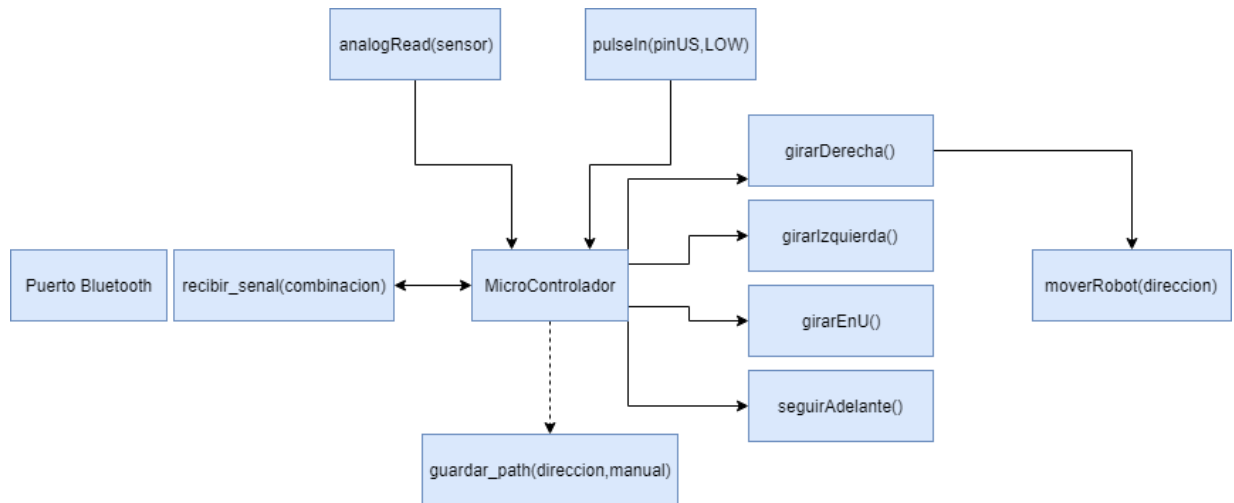 analogRead(sensor)
pulseIn(pinUS,LOW)
girarDerecha()
girarIzquierda()
Puerto Bluetooth
recibir_senal(combinacion)
MicroControlador
moverRobot(direccion)
girarEnU()
seguirAdelante()
guardar_path(direccion,manual)